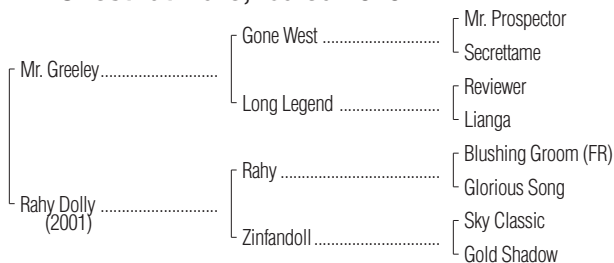 Mr. Prospector
Gone West
Secrettame
Mr. Greeley
Reviewer
Long Legend
Lianga
Blushing Groom (FR)
Rahy
Glorious Song
Rahy Dolly
(2001)
Sky Classic
Zinfandoll
Gold Shadow